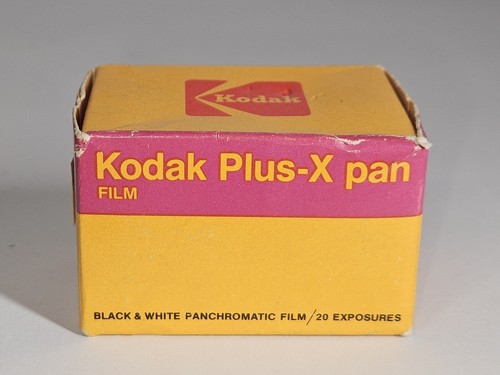 Kodak
Kodak Plus-X pan
FILM
BLACK & WHITE PANCHROMATIC FILM/20 EXPOSURES